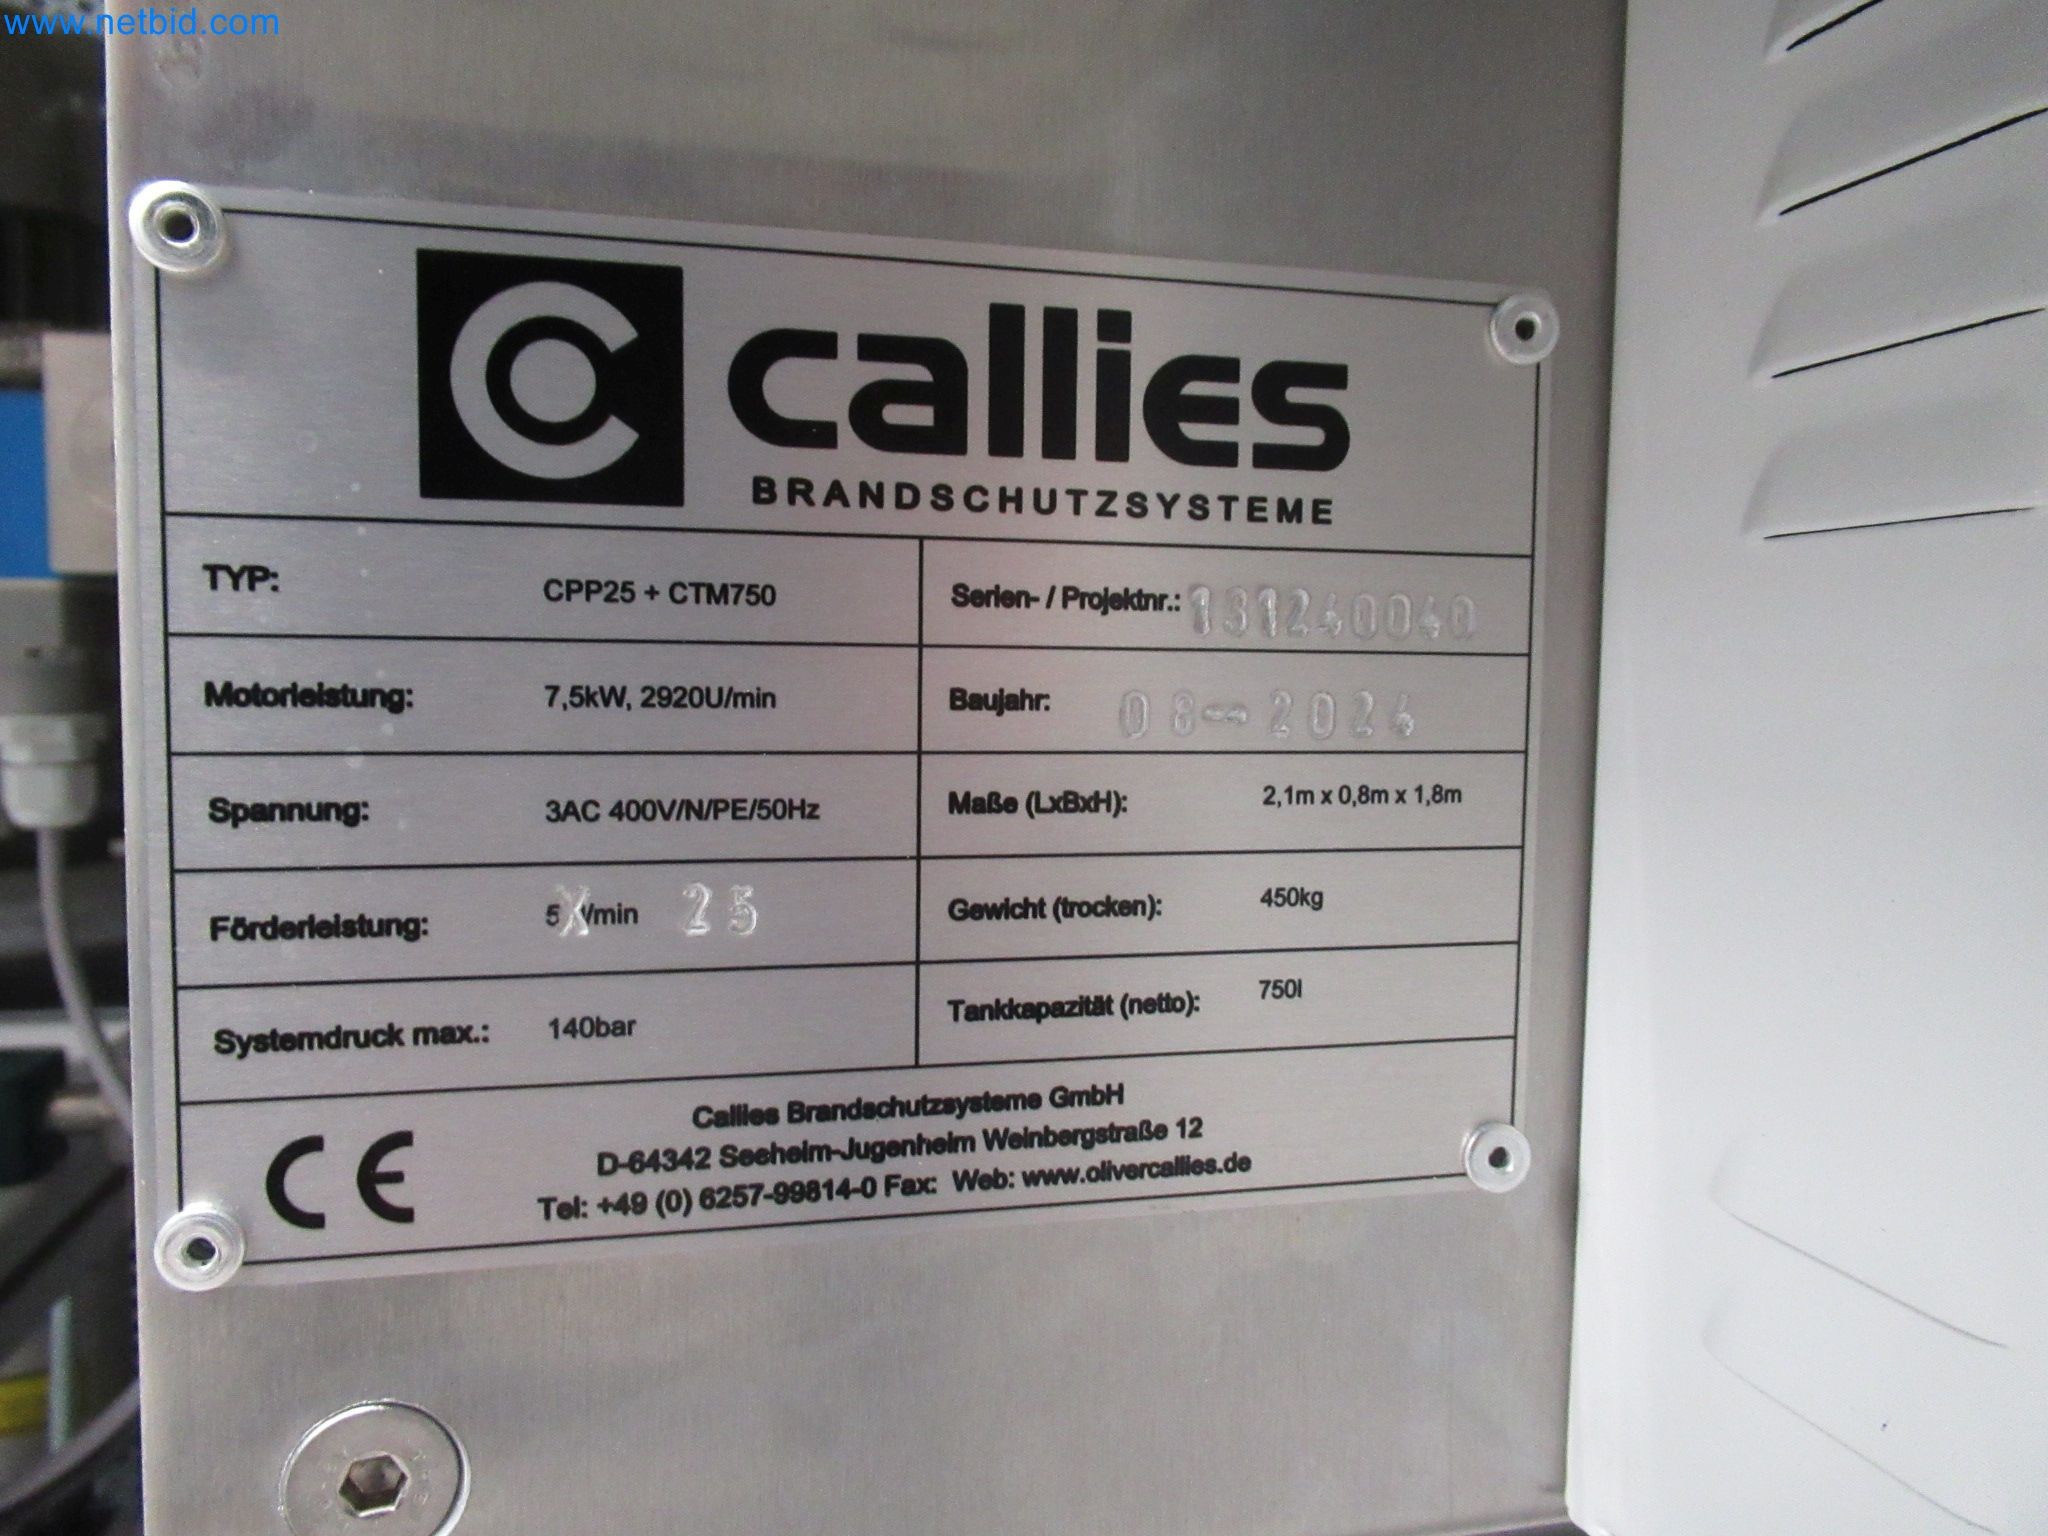 www.netbid.com
callies
BRANDSCHUTZSYSTEME
TYP: CPP25 + CTM750
Serien- / Projektnr.: 131240040
Motorleistung: 7,5kW, 2920U/min
Baujahr: 08-2024
Spannung: 3AC 400V/N/PE/50Hz
Maße (LxBxH): 2,1m x 0,8m x 1,8m
Förderleistung: 5X/min 25
Gewicht (trocken): 450kg
Systemdruck max.: 140bar
Tankkapazität (netto): 750l
CE
Callies Brandschutzsysteme GmbH
D-64342 Seeheim-Jugenheim Weinbergstraße 12
Tel: +49 (0) 6257-99814-0 Fax: Web: www.olivercallies.de